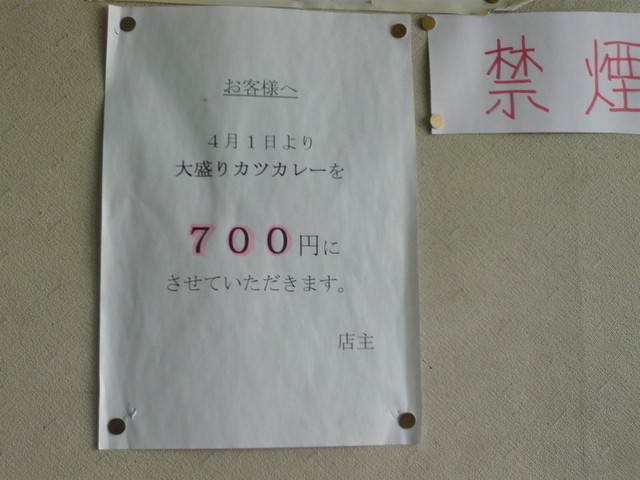 お客様へ
４月１日より
大盛りカツカレーを
７００円に
させていただきます。
店主
禁煙